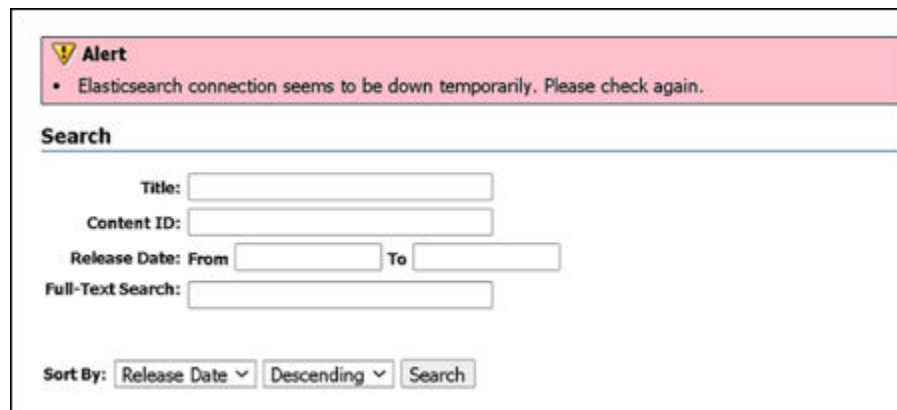 Alert
• Elasticsearch connection seems to be down temporarily. Please check again.
Search
Title:
Content ID:
Release Date: From To
Full-Text Search:
Sort By: Release Date Descending Search